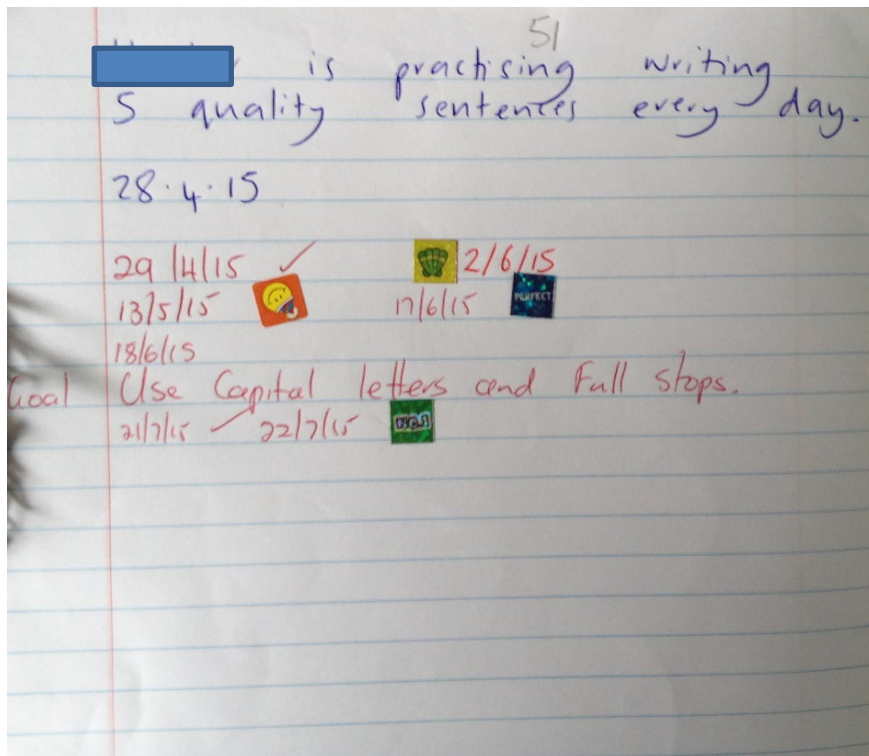 51
is practising writing
5 quality sentences every day.
28.4.15
29/4/15 ✓ 2/6/15
13/5/15 17/6/15 PERFECT
18/6/15
Goal Use Capital letters and Full stops.
21/7/15 ✓ 22/7/15 NO.1